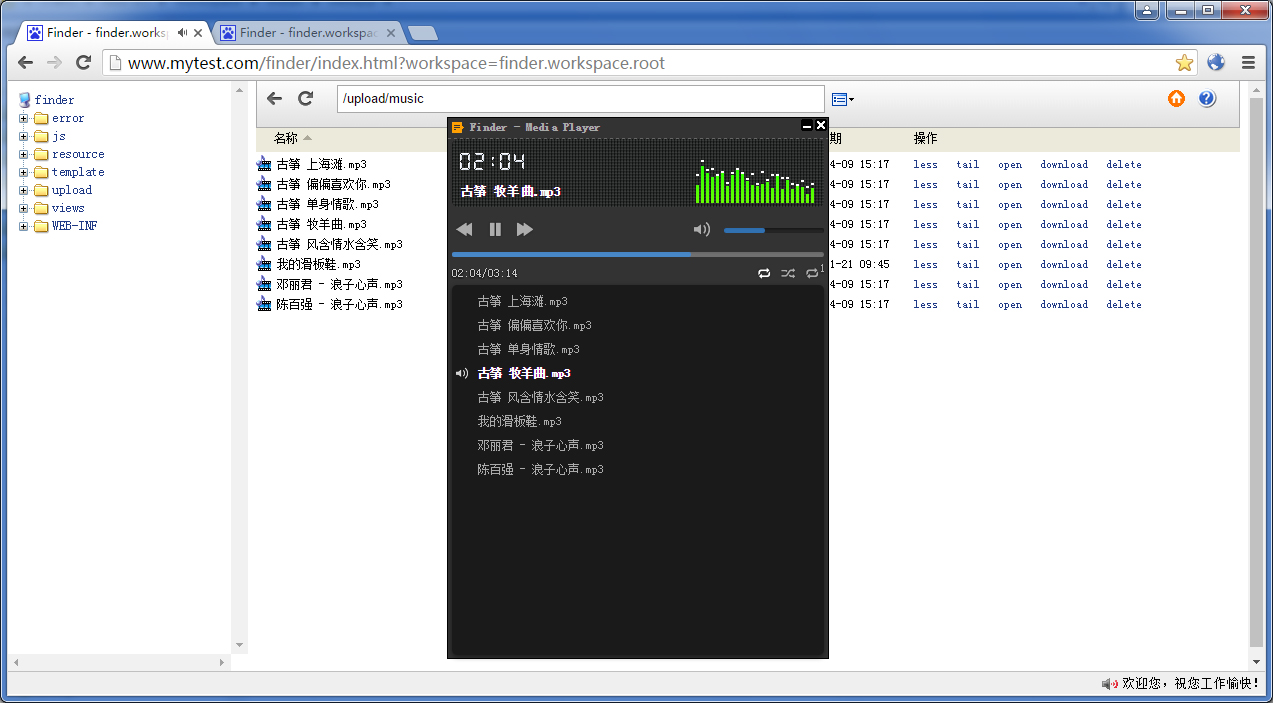 Finder - finder.works
Finder - finder.workspac
www.mytest.com/finder/index.html?workspace=finder.workspace.root
finder
error
js
resource
template
upload
views
WEB-INF
/upload/music
名称
期 操作
古筝 上海滩.mp3 4-09 15:17 less tail open download delete
古筝 偏偏喜欢你.mp3 4-09 15:17 less tail open download delete
古筝 单身情歌.mp3 4-09 15:17 less tail open download delete
古筝 牧羊曲.mp3 4-09 15:17 less tail open download delete
古筝 风含情水含笑.mp3 4-09 15:17 less tail open download delete
我的滑板鞋.mp3 1-21 09:45 less tail open download delete
邓丽君 - 浪子心声.mp3 4-09 15:17 less tail open download delete
陈百强 - 浪子心声.mp3 4-09 15:17 less tail open download delete
Finder - Media Player
02:04
古筝 牧羊曲.mp3
02:04/03:14
1
古筝 上海滩.mp3
古筝 偏偏喜欢你.mp3
古筝 单身情歌.mp3
古筝 牧羊曲.mp3
古筝 风含情水含笑.mp3
我的滑板鞋.mp3
邓丽君 - 浪子心声.mp3
陈百强 - 浪子心声.mp3
欢迎您，祝您工作愉快！